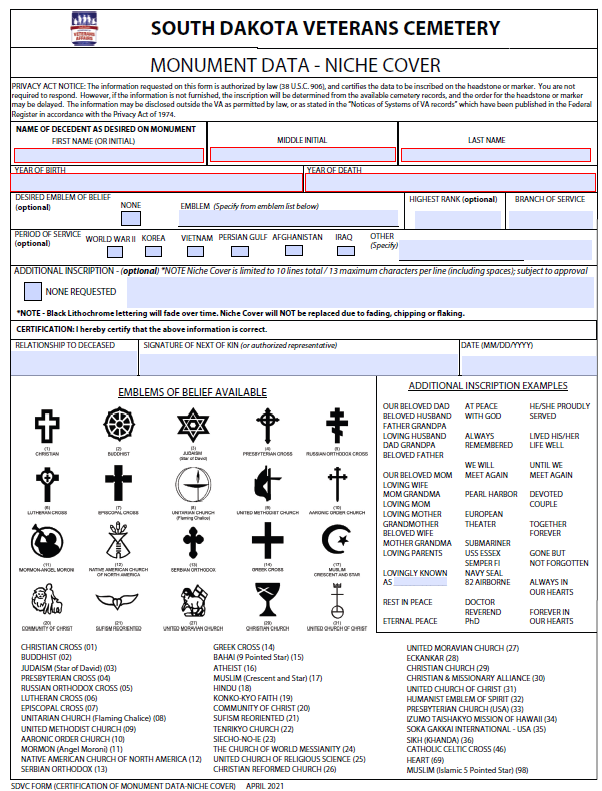 VETERANS AFFAIRS
SOUTH DAKOTA VETERANS CEMETERY
MONUMENT DATA - NICHE COVER
PRIVACY ACT NOTICE: The information requested on this form is authorized by law (38 U.S.C. 906), and certifies the data to be inscribed on the headstone or marker. You are not
required to respond. However, if the information is not furnished, the inscription will be determined from the available cemetery records, and the order for the headstone or marker
may be delayed. The information may be disclosed outside the VA as permitted by law, or as stated in the "Notices of Systems of VA records" which have been published in the Federal
Register in accordance with the Privacy Act of 1974.
NAME OF DECEDENT AS DESIRED ON MONUMENT
FIRST NAME (OR INITIAL) MIDDLE INITIAL LAST NAME
YEAR OF BIRTH YEAR OF DEATH
DESIRED EMBLEM OF BELIEF
(optional) NONE EMBLEM (Specify from emblem list below) HIGHEST RANK (optional) BRANCH OF SERVICE
PERIOD OF SERVICE
(optional) WORLD WAR II KOREA VIETNAM PERSIAN GULF AFGHANISTAN IRAQ OTHER
(Specify)
ADDITIONAL INSCRIPTION - (optional) *NOTE Niche Cover is limited to 10 lines total / 13 maximum characters per line (including spaces); subject to approval
NONE REQUESTED
*NOTE - Black Lithochrome lettering will fade over time. Niche Cover will NOT be replaced due to fading, chipping or flaking.
CERTIFICATION: I hereby certify that the above information is correct.
RELATIONSHIP TO DECEASED SIGNATURE OF NEXT OF KIN (or authorized representative) DATE (MM/DD/YYYY)
EMBLEMS OF BELIEF AVAILABLE
(1) CHRISTIAN
(2) BUDDHIST
(3) JUDAISM (Star of David)
(4) PRESBYTERIAN CROSS
(5) RUSSIAN ORTHODOX CROSS
(6) LUTHERAN CROSS
(7) EPISCOPAL CROSS
(8) UNITARIAN CHURCH (Flaming Chalice)
(9) UNITED METHODIST CHURCH
(10) AARONIC ORDER CHURCH
(11) MORMON-ANGEL MORONI
(12) NATIVE AMERICAN CHURCH OF NORTH AMERICA
(13) SERBIAN ORTHODOX
(14) GREEK CROSS
(17) MUSLIM CRESCENT AND STAR
(20) COMMUNITY OF CHRIST
(21) SUFISM REORIENTED
(27) UNITED MORAVIAN CHURCH
(29) CHRISTIAN CHURCH
(31) UNITED CHURCH OF CHRIST
ADDITIONAL INSCRIPTION EXAMPLES
OUR BELOVED DAD AT PEACE HE/SHE PROUDLY
BELOVED HUSBAND WITH GOD SERVED
FATHER GRANDPA
LOVING HUSBAND ALWAYS LIVED HIS/HER
DAD GRANDPA REMEMBERED LIFE WELL
BELOVED FATHER
WE WILL UNTIL WE
OUR BELOVED MOM MEET AGAIN MEET AGAIN
LOVING WIFE
MOM GRANDMA PEARL HARBOR DEVOTED
LOVING MOM COUPLE
LOVING MOTHER EUROPEAN
GRANDMOTHER THEATER TOGETHER
BELOVED WIFE FOREVER
MOTHER GRANDMA SUBMARINER
LOVING PARENTS USS ESSEX GONE BUT
SEMPER FI NOT FORGOTTEN
LOVINGLY KNOWN NAVY SEAL
AS 82 AIRBORNE ALWAYS IN
OUR HEARTS
REST IN PEACE DOCTOR
REVEREND FOREVER IN
ETERNAL PEACE PhD OUR HEARTS
CHRISTIAN CROSS (01)
BUDDHIST (02)
JUDAISM (Star of David) (03)
PRESBYTERIAN CROSS (04)
RUSSIAN ORTHODOX CROSS (05)
LUTHERAN CROSS (06)
EPISCOPAL CROSS (07)
UNITARIAN CHURCH (Flaming Chalice) (08)
UNITED METHODIST CHURCH (09)
AARONIC ORDER CHURCH (10)
MORMON (Angel Moroni) (11)
NATIVE AMERICAN CHURCH OF NORTH AMERICA (12)
SERBIAN ORTHODOX (13)
GREEK CROSS (14)
BAHAI (9 Pointed Star) (15)
ATHEIST (16)
MUSLIM (Crescent and Star) (17)
HINDU (18)
KONKO-KYO FAITH (19)
COMMUNITY OF CHRIST (20)
SUFISM REORIENTED (21)
TENRIKYO CHURCH (22)
SIECHO-NO-IE (23)
THE CHURCH OF WORLD MESSIANITY (24)
UNITED CHURCH OF RELIGIOUS SCIENCE (25)
CHRISTIAN REFORMED CHURCH (26)
UNITED MORAVIAN CHURCH (27)
ECKANKAR (28)
CHRISTIAN CHURCH (29)
CHRISTIAN & MISSIONARY ALLIANCE (30)
UNITED CHURCH OF CHRIST (31)
HUMANIST EMBLEM OF SPIRIT (32)
PRESBYTERIAN CHURCH (USA) (33)
IZUMO TAISHAKYO MISSION OF HAWAII (34)
SOKA GAKKAI INTERNATIONAL - USA (35)
SIKH (KHANDA) (36)
CATHOLIC CELTIC CROSS (46)
HEART (69)
MUSLIM (Islamic 5 Pointed Star) (98)
SDVC FORM (CERTIFICATION OF MONUMENT DATA-NICHE COVER) APRIL 2021